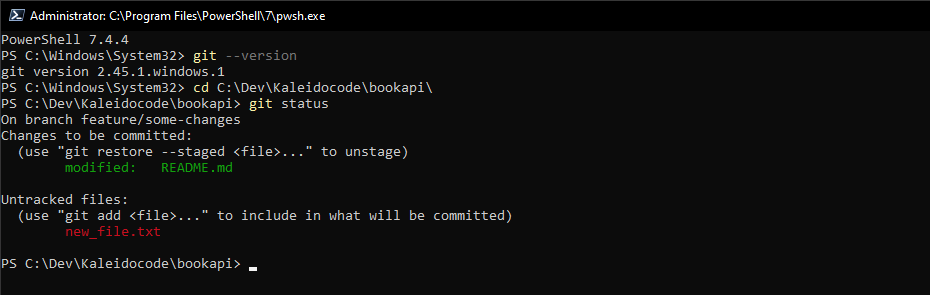 Administrator: C:\Program Files\PowerShell\7\pwsh.exe
PowerShell 7.4.4
PS C:\Windows\System32> git --version
git version 2.45.1.windows.1
PS C:\Windows\System32> cd C:\Dev\Kaleidocode\bookapi\
PS C:\Dev\Kaleidocode\bookapi> git status
On branch feature/some-changes
Changes to be committed:
  (use "git restore --staged <file>..." to unstage)
        modified:   README.md

Untracked files:
  (use "git add <file>..." to include in what will be committed)
        new_file.txt

PS C:\Dev\Kaleidocode\bookapi>